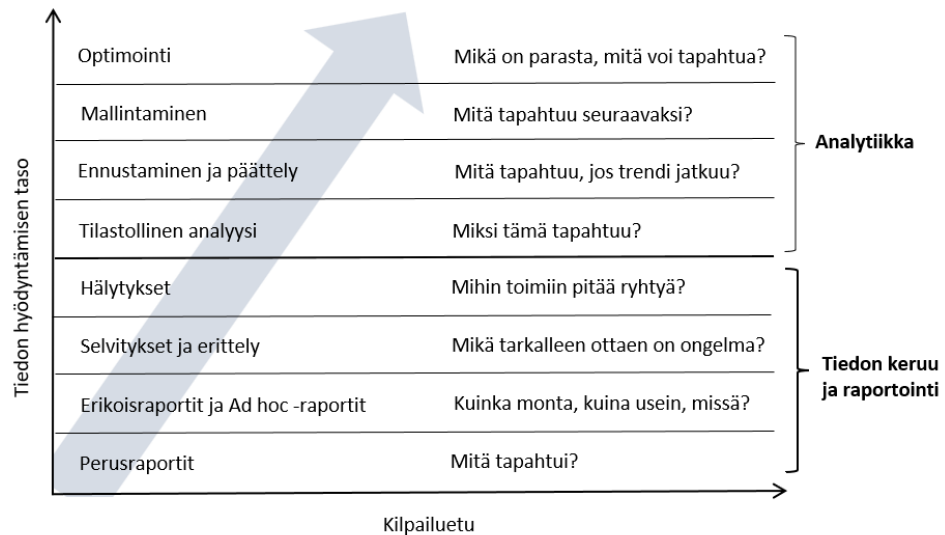 Optimointi Mikä on parasta, mitä voi tapahtua?
Mallintaminen Mitä tapahtuu seuraavaksi?
Analytiikka
Ennustaminen ja päättely Mitä tapahtuu, jos trendi jatkuu?
Tilastollinen analyysi Miksi tämä tapahtuu?
Tiedon hyödyntämisen taso
Hälytykset Mihin toimiin pitää ryhtyä?
Selvitykset ja erittely Mikä tarkalleen ottaen on ongelma?
Tiedon keruu
ja raportointi
Erikoisraportit ja Ad hoc -raportit Kuinka monta, kuina usein, missä?
Perusraportit Mitä tapahtui?
Kilpailuetu